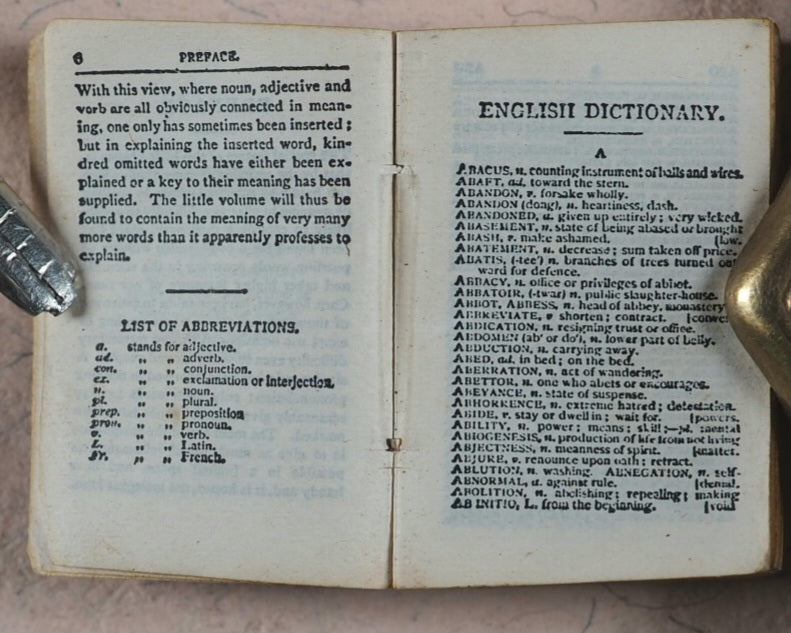 6 PREFACE.
With this view, where noun, adjective and
verb are all obviously connected in mean-
ing, one only has sometimes been inserted;
but in explaining the inserted word, kin-
dred omitted words have either been ex-
plained or a key to their meaning has been
supplied. The little volume will thus be
found to contain the meaning of very many
more words than it apparently professes to
explain.
LIST OF ABBREVIATIONS.
a. stands for adjective.
ad. „ „ adverb.
con. „ „ conjunction.
ex. „ „ exclamation or interjection.
n. „ „ noun.
pl. „ „ plural.
prep. „ „ preposition
pron. „ „ pronoun.
v. „ „ verb.
L. „ „ Latin.
Fr. „ „ French.
ENGLISH DICTIONARY.
A
ABACUS, n. counting instrument of balls and wires.
ABAFT, ad. toward the stern.
ABANDON, v. forsake wholly.
ABANDON (doag), n. heartiness, dash.
ABANDONED, a. given up entirely; very wicked.
ABASEMENT, n. state of being abased or brought
ABASH, v. make ashamed. [low.
ABATEMENT, n. decrease; sum taken off price.
ABATIS, (-tee') n. branches of trees turned out
ward for defence.
ABBACY, n. office or privileges of abbot.
ABBATOIR, (-twar) n. public slaughter-house.
ABBOT, ABBESS, n. head of abbey, monastery
ABBREVIATE, v shorten; contract. [convent
ABDICATION, n. resigning trust or office.
ABDOMEN (ab' or do'), n. lower part of belly.
ABDUCTION, n. carrying away.
ABED, ad. in bed; on the bed.
ABERRATION, n. act of wandering.
ABETTOR, n. one who abets or encourages.
ABEYANCE, n. state of suspense.
ABHORRENCE, n. extreme hatred; detestation.
ABIDE, v. stay or dwell in; wait for. [powers.
ABILITY, n. power; means; skill;—pl. mental
ABIOGENESIS, n. production of life from not living
ABJECTNESS, n. meanness of spirit. [matter.
ABJURE, v. renounce upon oath; retract.
ABLUTION, n. washing. ABNEGATION, n. self-
ABNORMAL, a. against rule. [denial.
ABOLITION, n. abolishing; repealing; making
AB INITIO, L. from the beginning. [void